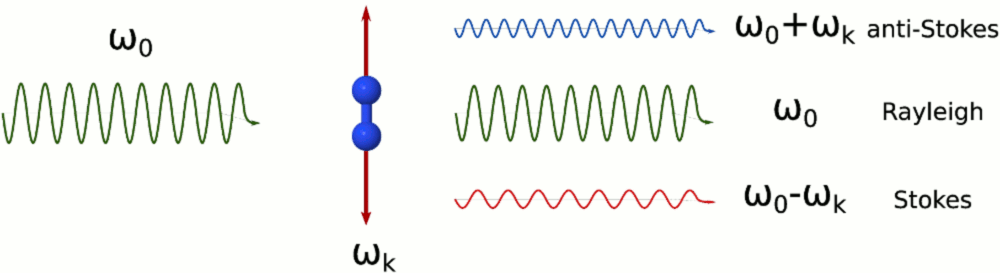 ω₀
ωₖ
ω₀+ωₖ anti-Stokes
ω₀ Rayleigh
ω₀-ωₖ Stokes